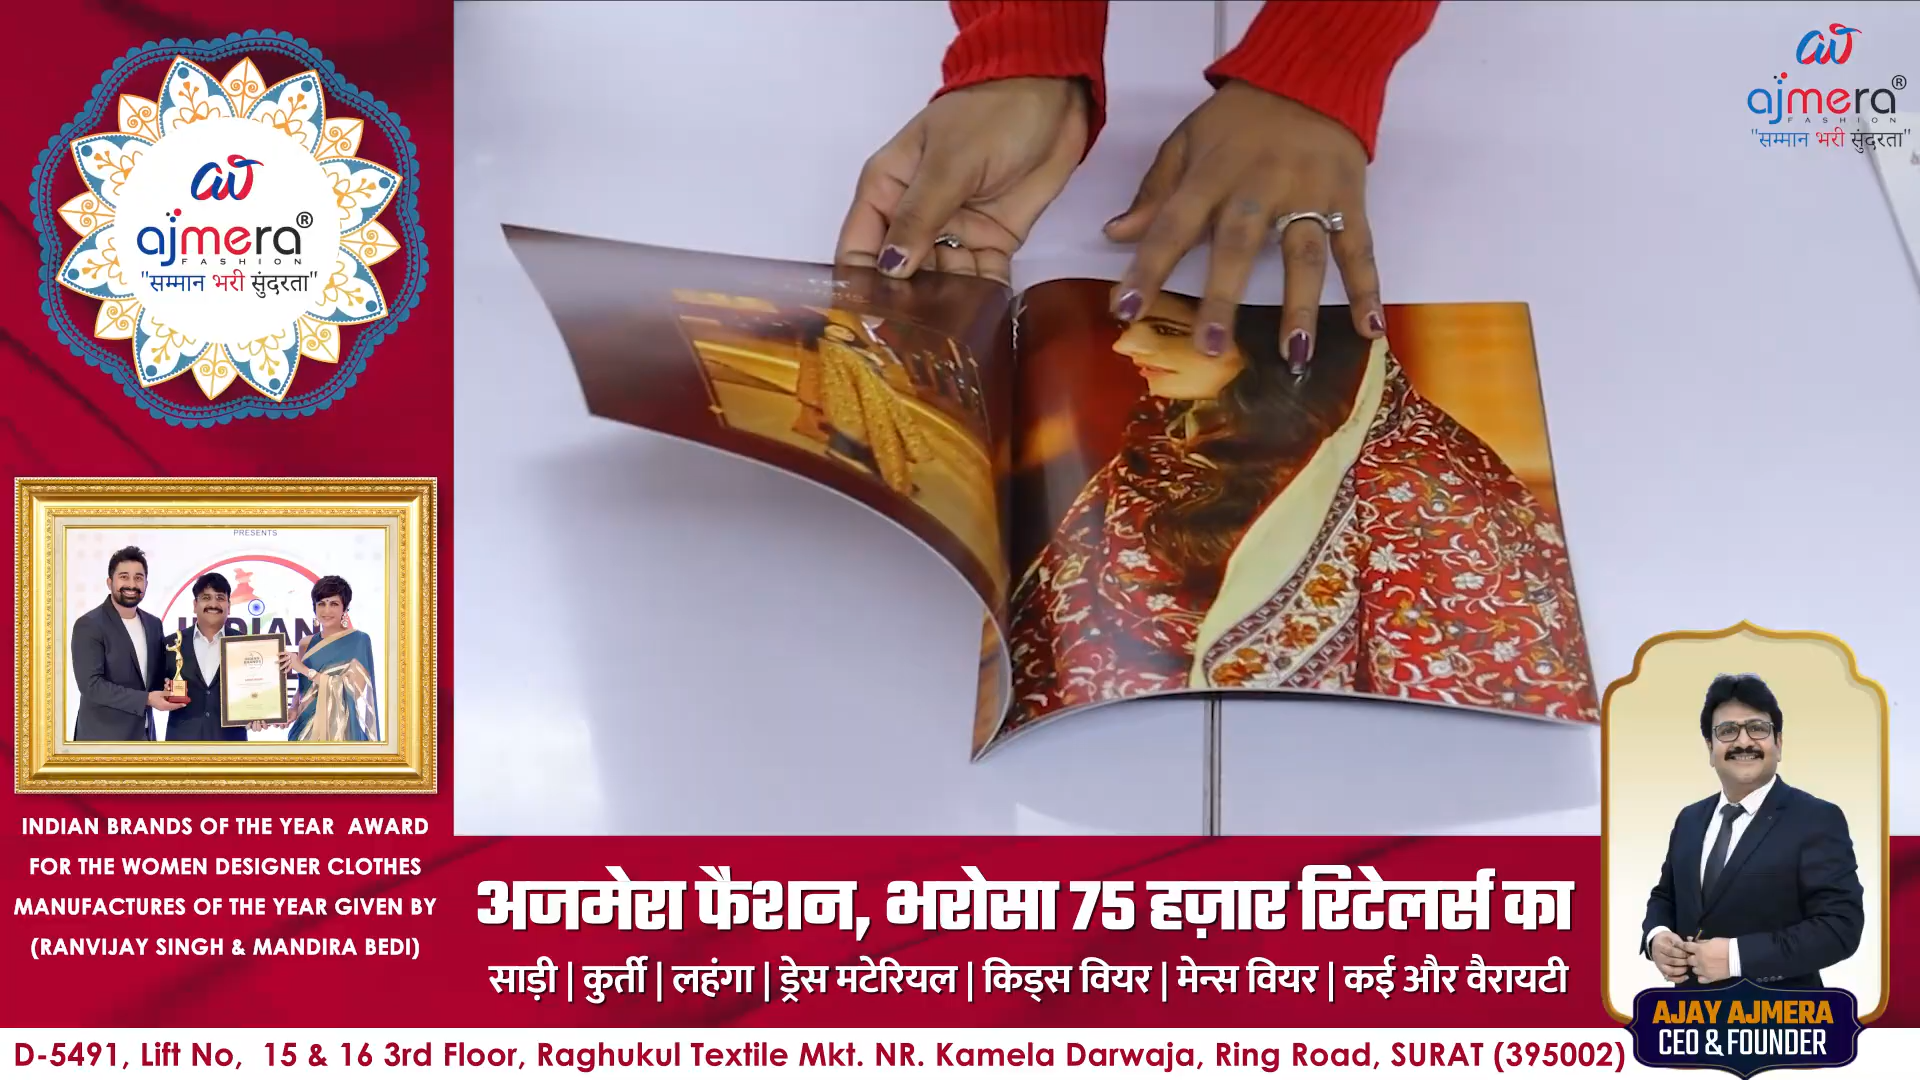 ajmera®
FASHION
"सम्मान भरी सुंदरता"
PRESENTS
INDIAN
INDIAN BRANDS OF THE YEAR AWARD
FOR THE WOMEN DESIGNER CLOTHES
MANUFACTURES OF THE YEAR GIVEN BY
(RANVIJAY SINGH & MANDIRA BEDI)
ajmera®
FASHION
"सम्मान भरी सुंदरता"
अजमेरा फैशन, भरोसा 75 हज़ार रिटेलर्स का
साड़ी | कुर्ती | लहंगा | ड्रेस मटेरियल | किड्स वियर | मेन्स वियर | कई और वैरायटी
AJAY AJMERA
CEO & FOUNDER
D-5491, Lift No, 15 & 16 3rd Floor, Raghukul Textile Mkt. NR. Kamela Darwaja, Ring Road, SURAT (395002)